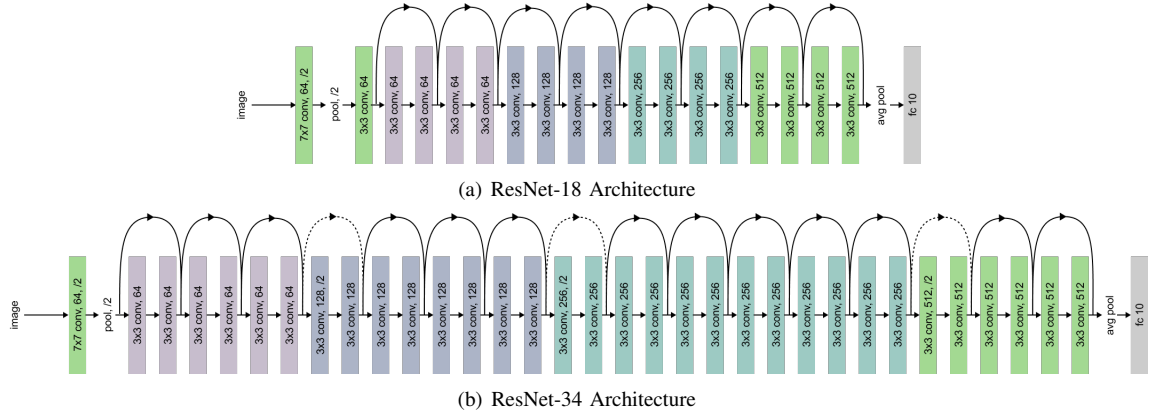 image
7x7 conv, 64, /2
pool, /2
3x3 conv, 64
3x3 conv, 64
3x3 conv, 64
3x3 conv, 64
3x3 conv, 64
3x3 conv, 128
3x3 conv, 128
3x3 conv, 128
3x3 conv, 128
3x3 conv, 256
3x3 conv, 256
3x3 conv, 256
3x3 conv, 256
3x3 conv, 512
3x3 conv, 512
3x3 conv, 512
3x3 conv, 512
avg pool
fc 10
(a) ResNet-18 Architecture
image
7x7 conv, 64, /2
pool, /2
3x3 conv, 64
3x3 conv, 64
3x3 conv, 64
3x3 conv, 64
3x3 conv, 64
3x3 conv, 64
3x3 conv, 128, /2
3x3 conv, 128
3x3 conv, 128
3x3 conv, 128
3x3 conv, 128
3x3 conv, 128
3x3 conv, 128
3x3 conv, 128
3x3 conv, 256, /2
3x3 conv, 256
3x3 conv, 256
3x3 conv, 256
3x3 conv, 256
3x3 conv, 256
3x3 conv, 256
3x3 conv, 256
3x3 conv, 256
3x3 conv, 256
3x3 conv, 256
3x3 conv, 256
3x3 conv, 512, /2
3x3 conv, 512
3x3 conv, 512
3x3 conv, 512
3x3 conv, 512
3x3 conv, 512
avg pool
fc 10
(b) ResNet-34 Architecture